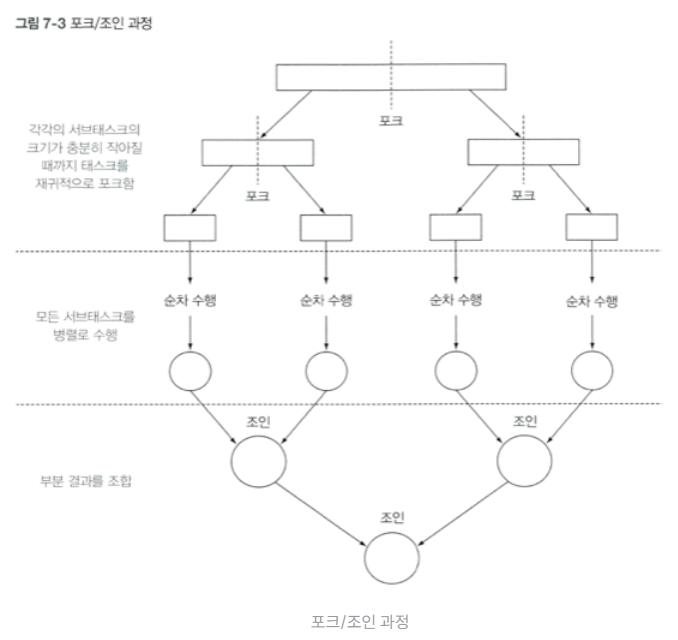 그림 7-3 포크/조인 과정
포크
각각의 서브태스크의
크기가 충분히 작아질
때까지 태스크를
재귀적으로 포크함
포크
포크
순차 수행
순차 수행
순차 수행
순차 수행
모든 서브태스크를
병렬로 수행
조인
조인
부분 결과를 조합
조인
포크/조인 과정